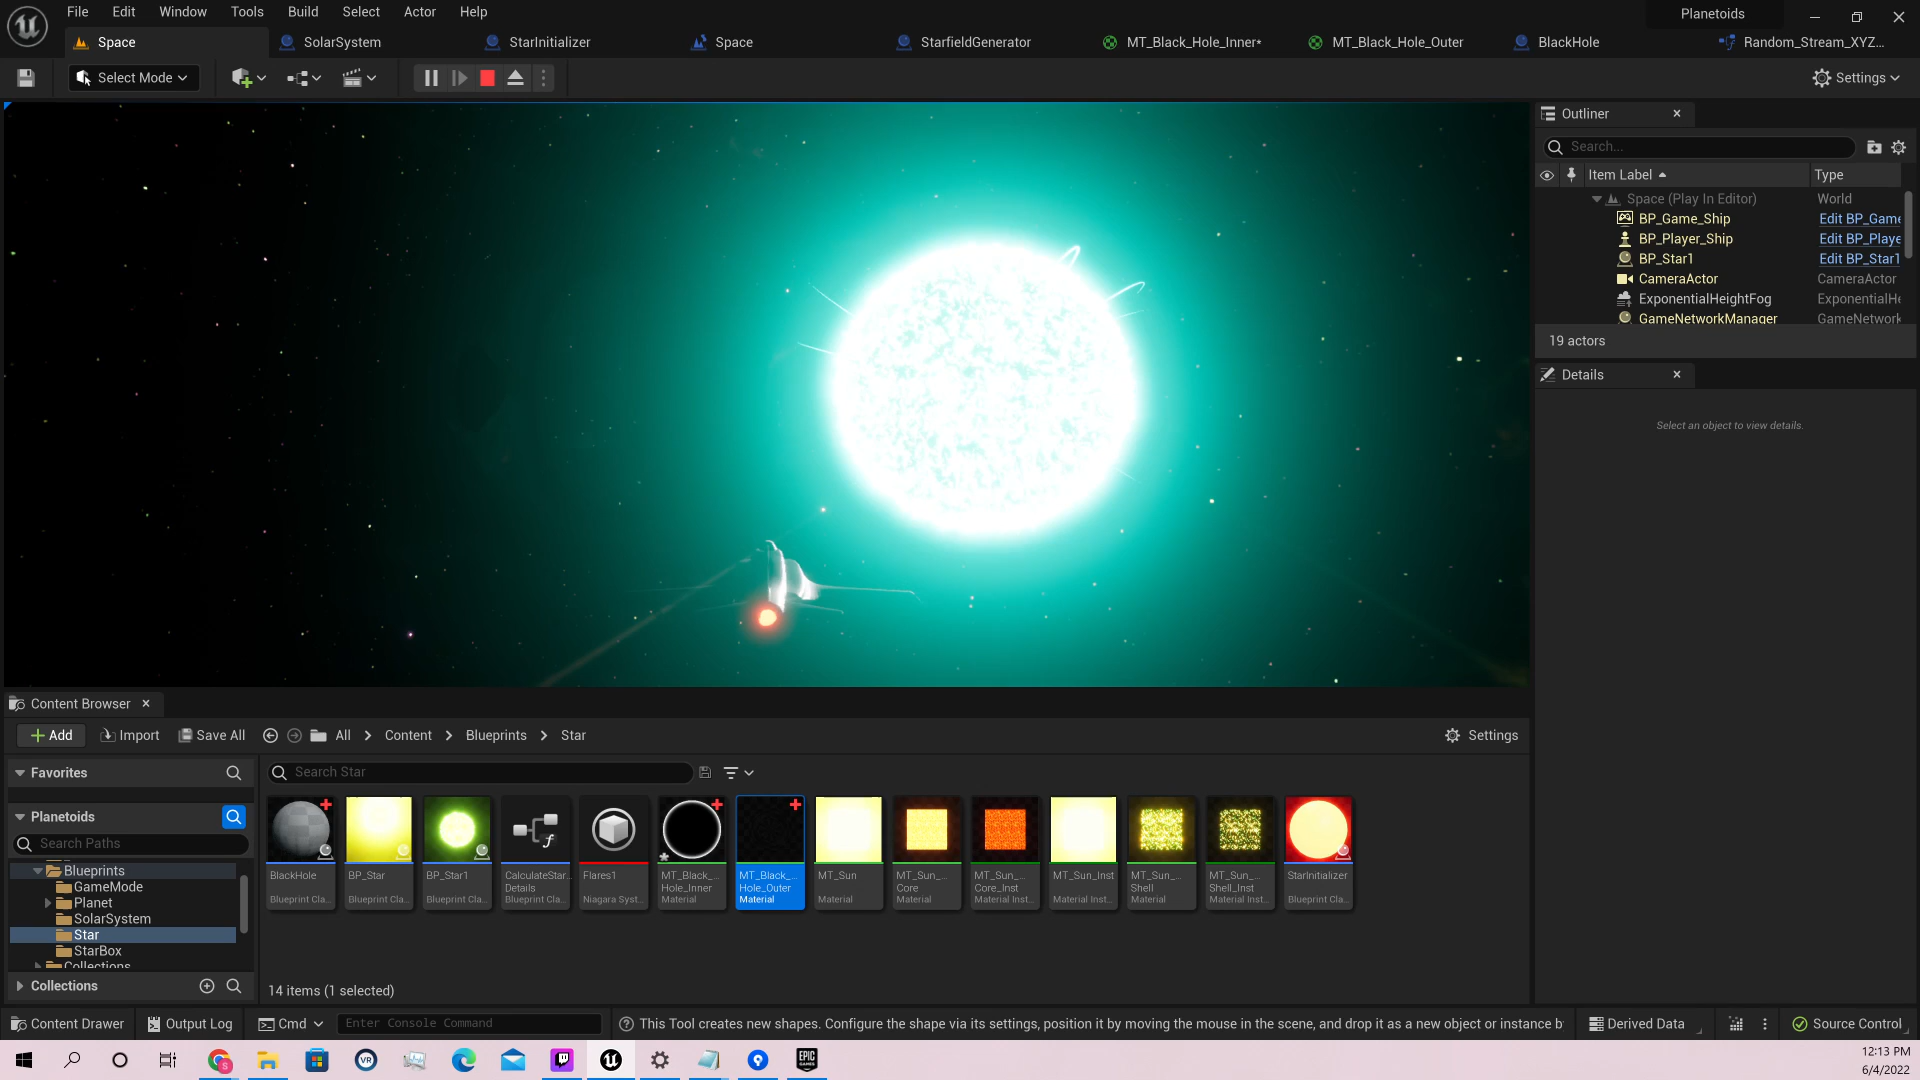 File Edit Window Tools Build Select Actor Help
Planetoids
Space SolarSystem StarInitializer Space StarfieldGenerator MT_Black_Hole_Inner* MT_Black_Hole_Outer BlackHole Random_Stream_XYZ...
Select Mode
Settings
Outliner
Search...
Item Label Type
Space (Play In Editor) World
BP_Game_Ship Edit BP_Game
BP_Player_Ship Edit BP_Playe
BP_Star1 Edit BP_Star1
CameraActor CameraActor
ExponentialHeightFog ExponentialHe
GameNetworkManager GameNetwork
19 actors
Details
Select an object to view details.
Content Browser
Add Import Save All All Content Blueprints Star Settings
Favorites
Search Star
Planetoids
Search Paths
Blueprints
GameMode
Planet
SolarSystem
Star
StarBox
Collections
Collections
BlackHole
Blueprint Cla...
BP_Star
Blueprint Cla...
BP_Star1
Blueprint Cla...
CalculateStar
Details
Blueprint Cla...
Flares1
Niagara Syst...
MT_Black_...
Hole_Inner
Material
MT_Black_...
Hole_Outer
Material
MT_Sun
Material
MT_Sun_...
Core
Material
MT_Sun_...
Core_Inst
Material Inst...
MT_Sun_Inst
Material Inst...
MT_Sun_...
Shell
Material
MT_Sun_...
Shell_Inst
Material Inst...
StarInitializer
Blueprint Cla...
14 items (1 selected)
Content Drawer Output Log Cmd Enter Console Command This Tool creates new shapes. Configure the shape via its settings, position it by moving the mouse in the scene, and drop it as a new object or instance b Derived Data Source Control
S VR EPIC GAMES
12:13 PM
6/4/2022